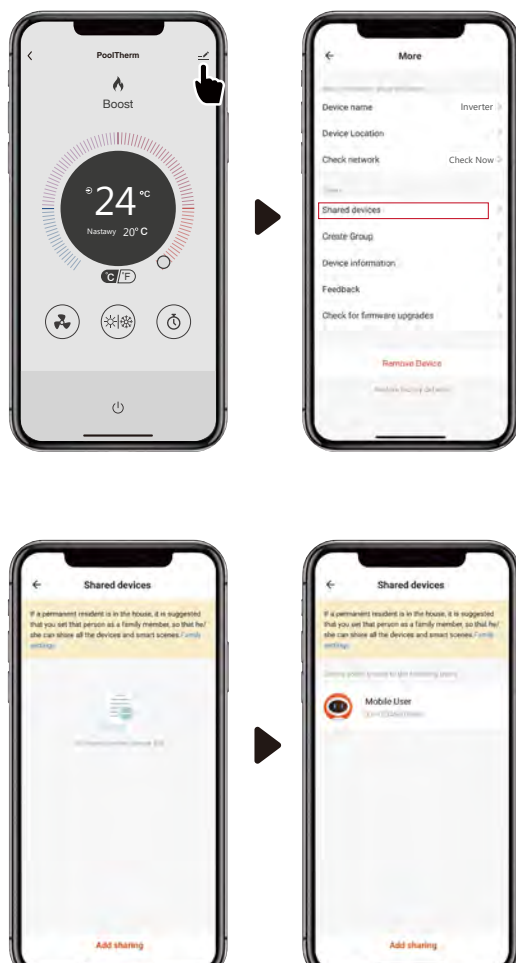 PoolTherm
Boost
24 °C
Nastawy 20°C
°C/°F
More
Device name Inverter
Device Location
Check network Check Now
Shared devices
Create Group
Device information
Feedback
Check for firmware upgrades
Remove Device
Shared devices
If a permanent resident is in the house, it is suggested
that you set that person as a family member, so that he/
she can share all the devices and smart scenes. Family
settings
Add sharing
Shared devices
If a permanent resident is in the house, it is suggested
that you set that person as a family member, so that he/
she can share all the devices and smart scenes. Family
settings
Mobile User
Add sharing